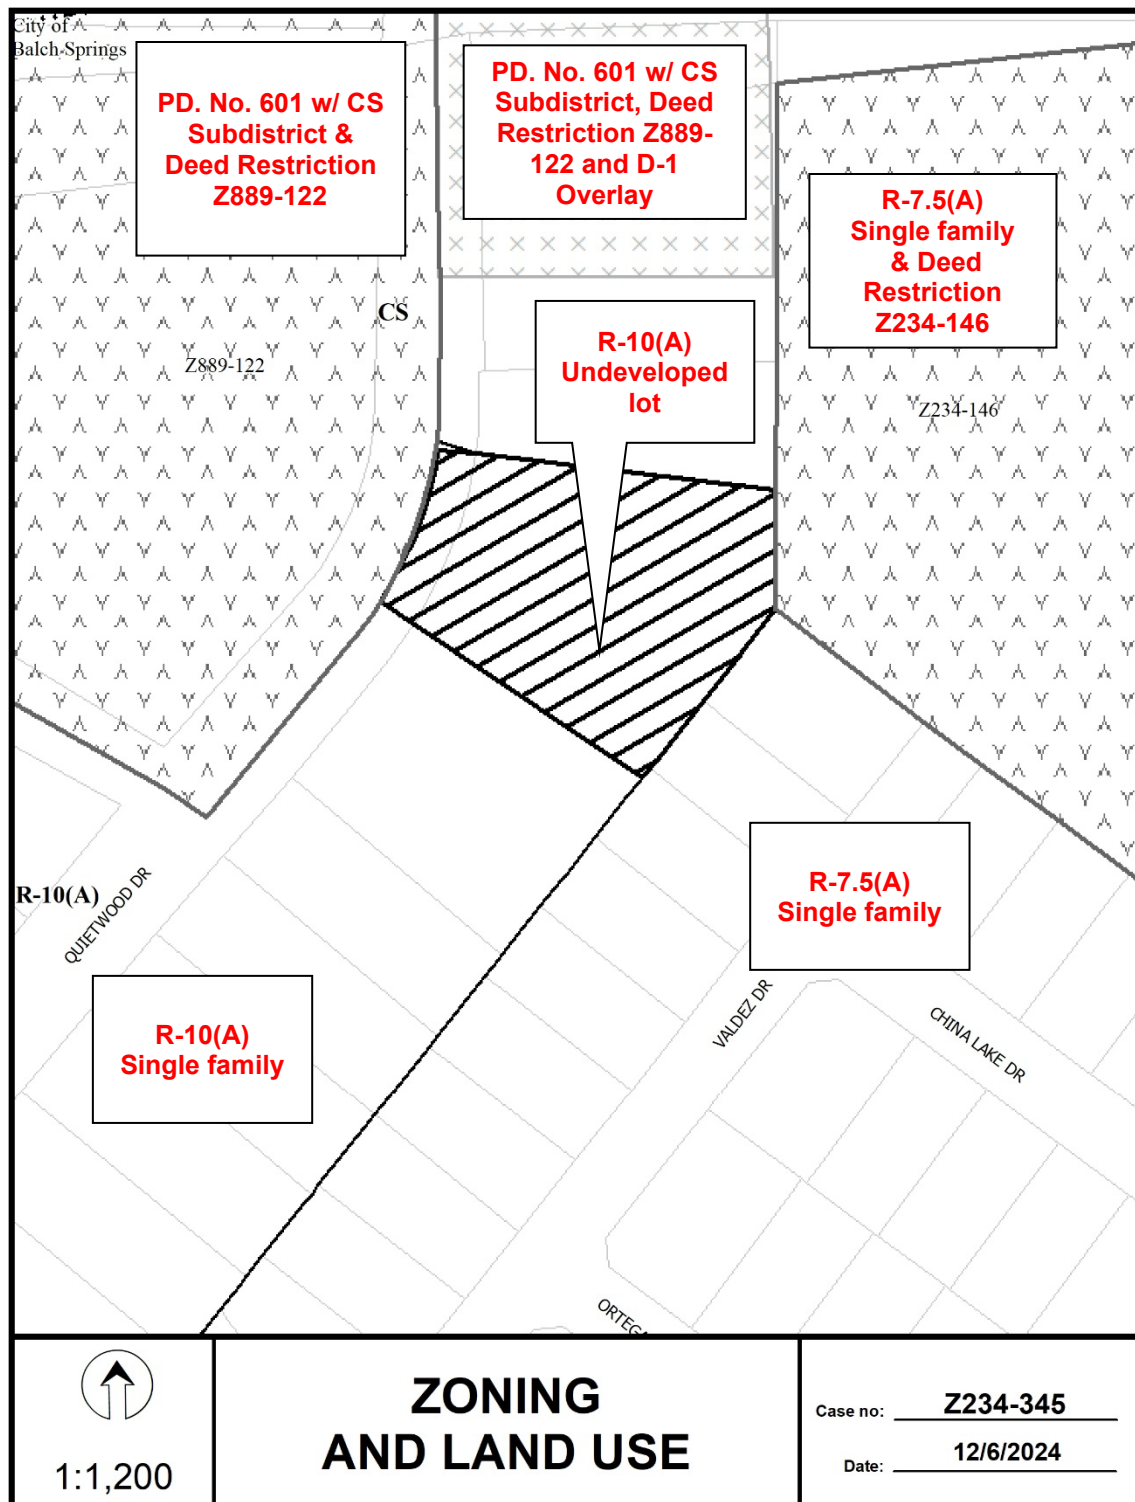 City of
Balch Springs
PD. No. 601 w/ CS
Subdistrict &
Deed Restriction
Z889-122
PD. No. 601 w/ CS
Subdistrict, Deed
Restriction Z889-
122 and D-1
Overlay
R-7.5(A)
Single family
& Deed
Restriction
Z234-146
CS
Z889-122
R-10(A)
Undeveloped
lot
Z234-146
R-10(A)
QUIETWOOD DR
R-7.5(A)
Single family
R-10(A)
Single family
VALDEZ DR
CHINA LAKE DR
ORTEGA
1:1,200
ZONING
AND LAND USE
Case no: Z234-345
Date: 12/6/2024